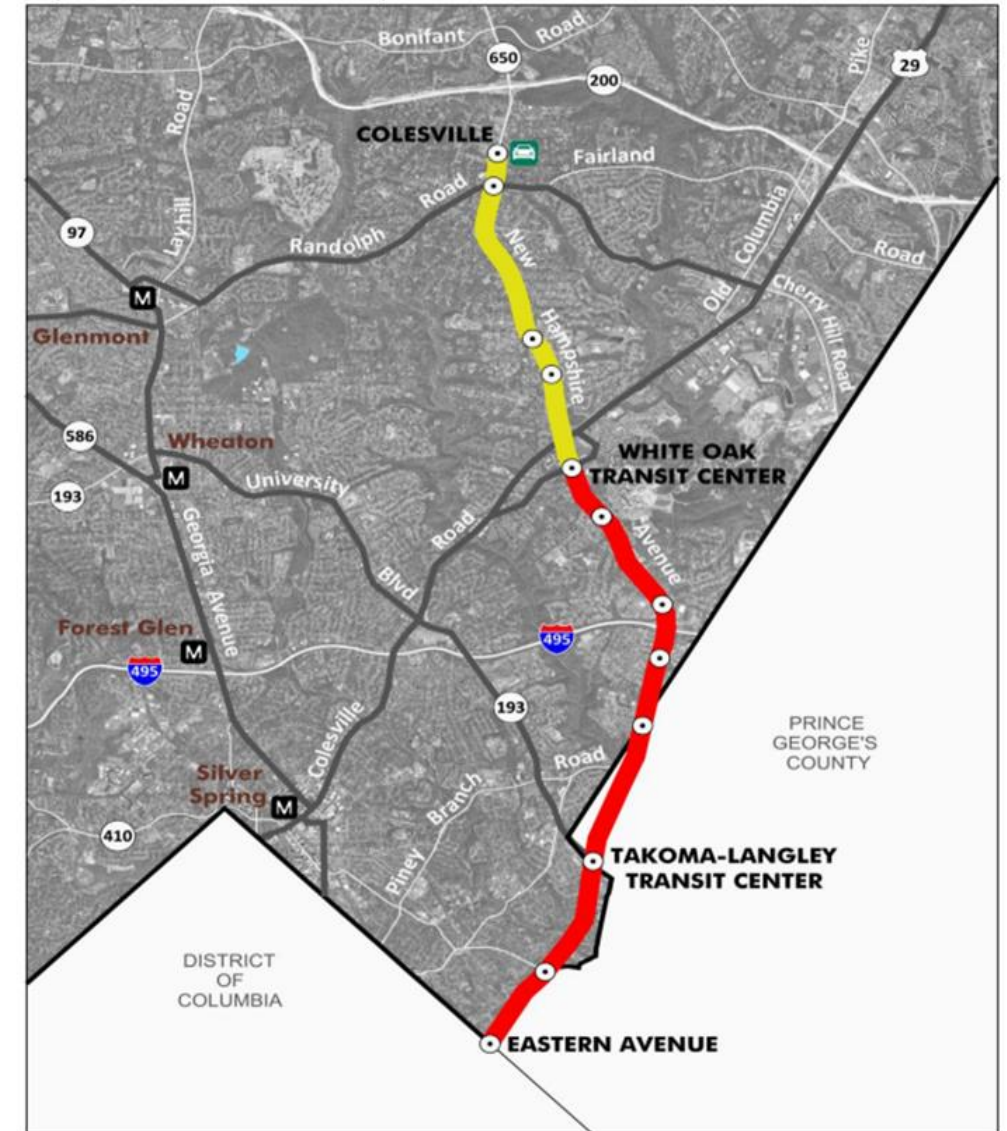 Bonifant Road
650
200
29
Pike
Road
COLESVILLE
Fairland
Road
Layhill
97
Randolph
New
Old Columbia
Road
M
Cherry Hill Road
Glenmont
Hampshire
586
Wheaton
M
193
University
WHITE OAK
TRANSIT CENTER
Georgia Avenue
Road
Avenue
Blvd
Forest Glen
M
495
495
193
PRINCE
GEORGE'S
COUNTY
Colesville
Road
Silver
Spring
M
Branch
410
Piney
TAKOMA-LANGLEY
TRANSIT CENTER
DISTRICT
OF
COLUMBIA
EASTERN AVENUE